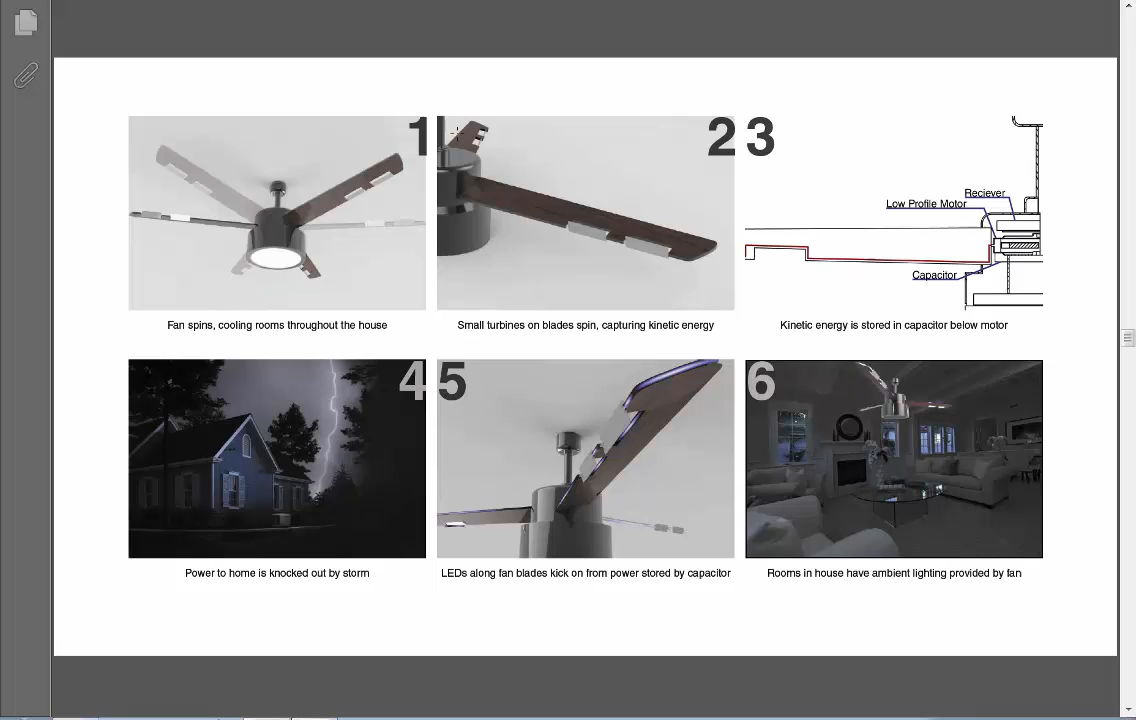 1
2
3
Reciever
Low Profile Motor
Capacitor
Fan spins, cooling rooms throughout the house
Small turbines on blades spin, capturing kinetic energy
Kinetic energy is stored in capacitor below motor
4
5
6
Power to home is knocked out by storm
LEDs along fan blades kick on from power stored by capacitor
Rooms in house have ambient lighting provided by fan